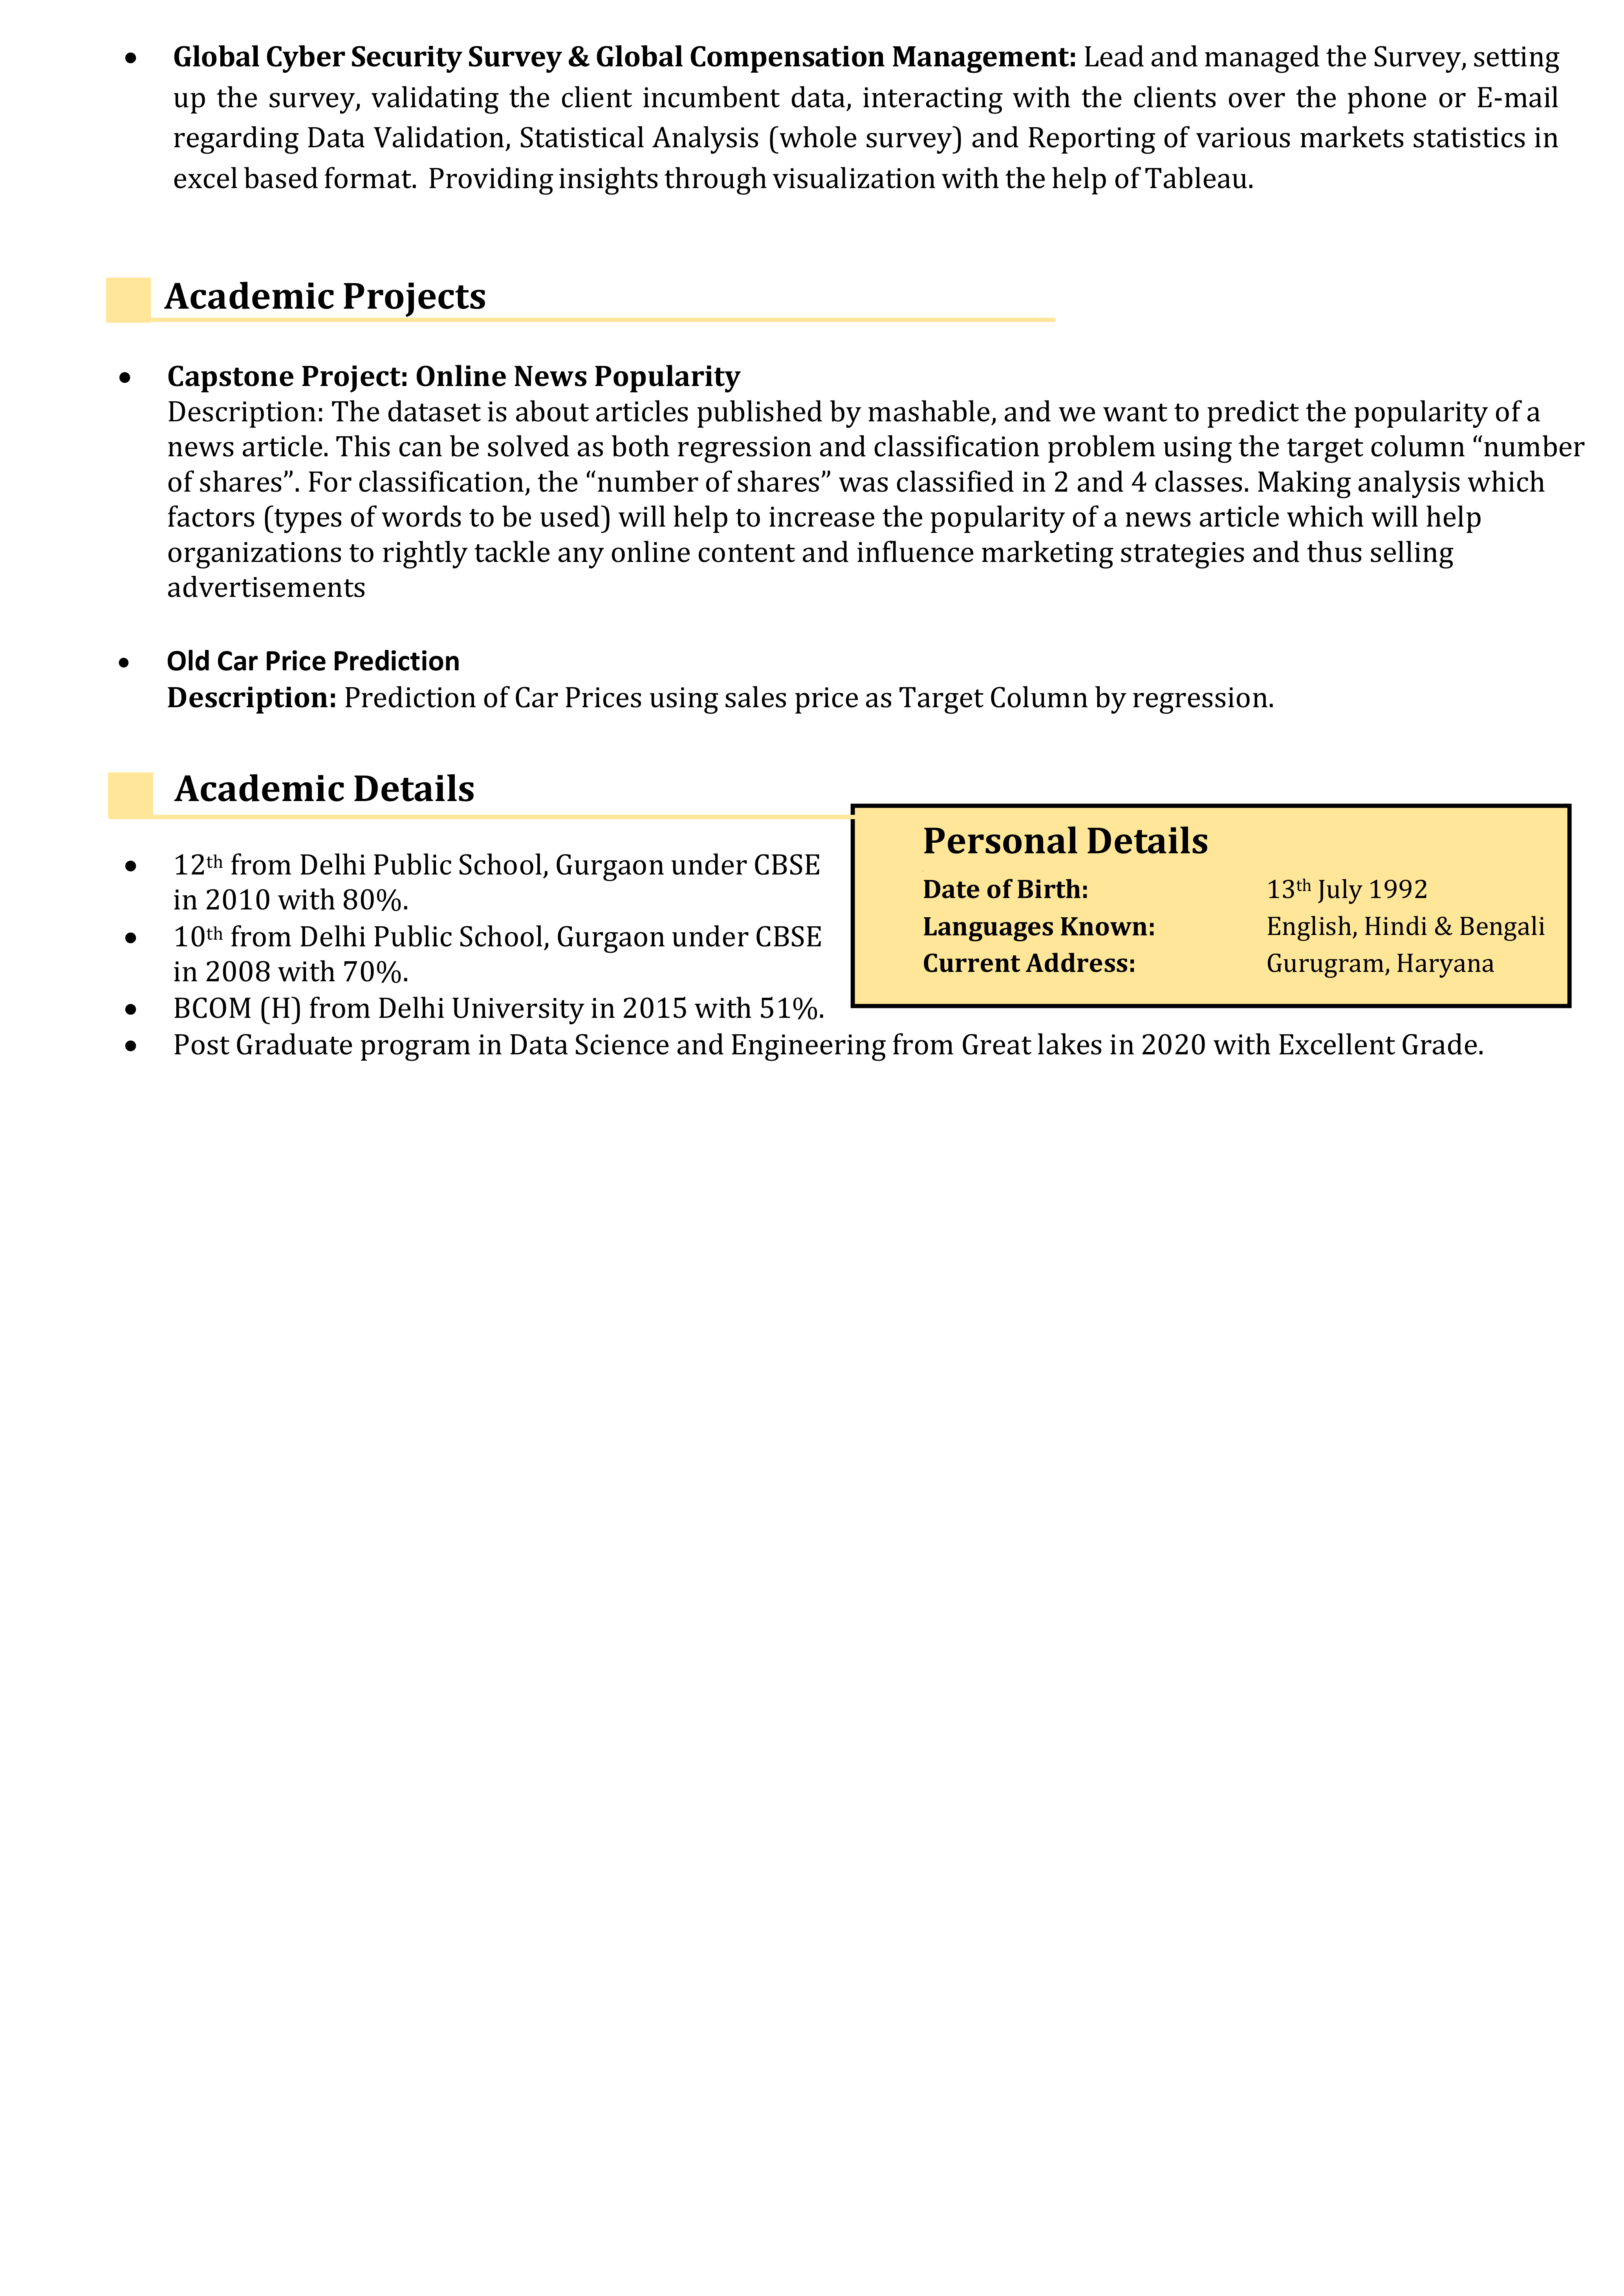 • Global Cyber Security Survey & Global Compensation Management: Lead and managed the Survey, setting
up the survey, validating the client incumbent data, interacting with the clients over the phone or E-mail
regarding Data Validation, Statistical Analysis (whole survey) and Reporting of various markets statistics in
excel based format. Providing insights through visualization with the help of Tableau.
Academic Projects
• Capstone Project: Online News Popularity
Description: The dataset is about articles published by mashable, and we want to predict the popularity of a
news article. This can be solved as both regression and classification problem using the target column “number
of shares”. For classification, the “number of shares” was classified in 2 and 4 classes. Making analysis which
factors (types of words to be used) will help to increase the popularity of a news article which will help
organizations to rightly tackle any online content and influence marketing strategies and thus selling
advertisements
• Old Car Price Prediction
Description: Prediction of Car Prices using sales price as Target Column by regression.
Academic Details
• 12th from Delhi Public School, Gurgaon under CBSE
in 2010 with 80%.
• 10th from Delhi Public School, Gurgaon under CBSE
in 2008 with 70%.
• BCOM (H) from Delhi University in 2015 with 51%.
• Post Graduate program in Data Science and Engineering from Great lakes in 2020 with Excellent Grade.
Personal Details
Date of Birth: 13th July 1992
Languages Known: English, Hindi & Bengali
Current Address: Gurugram, Haryana